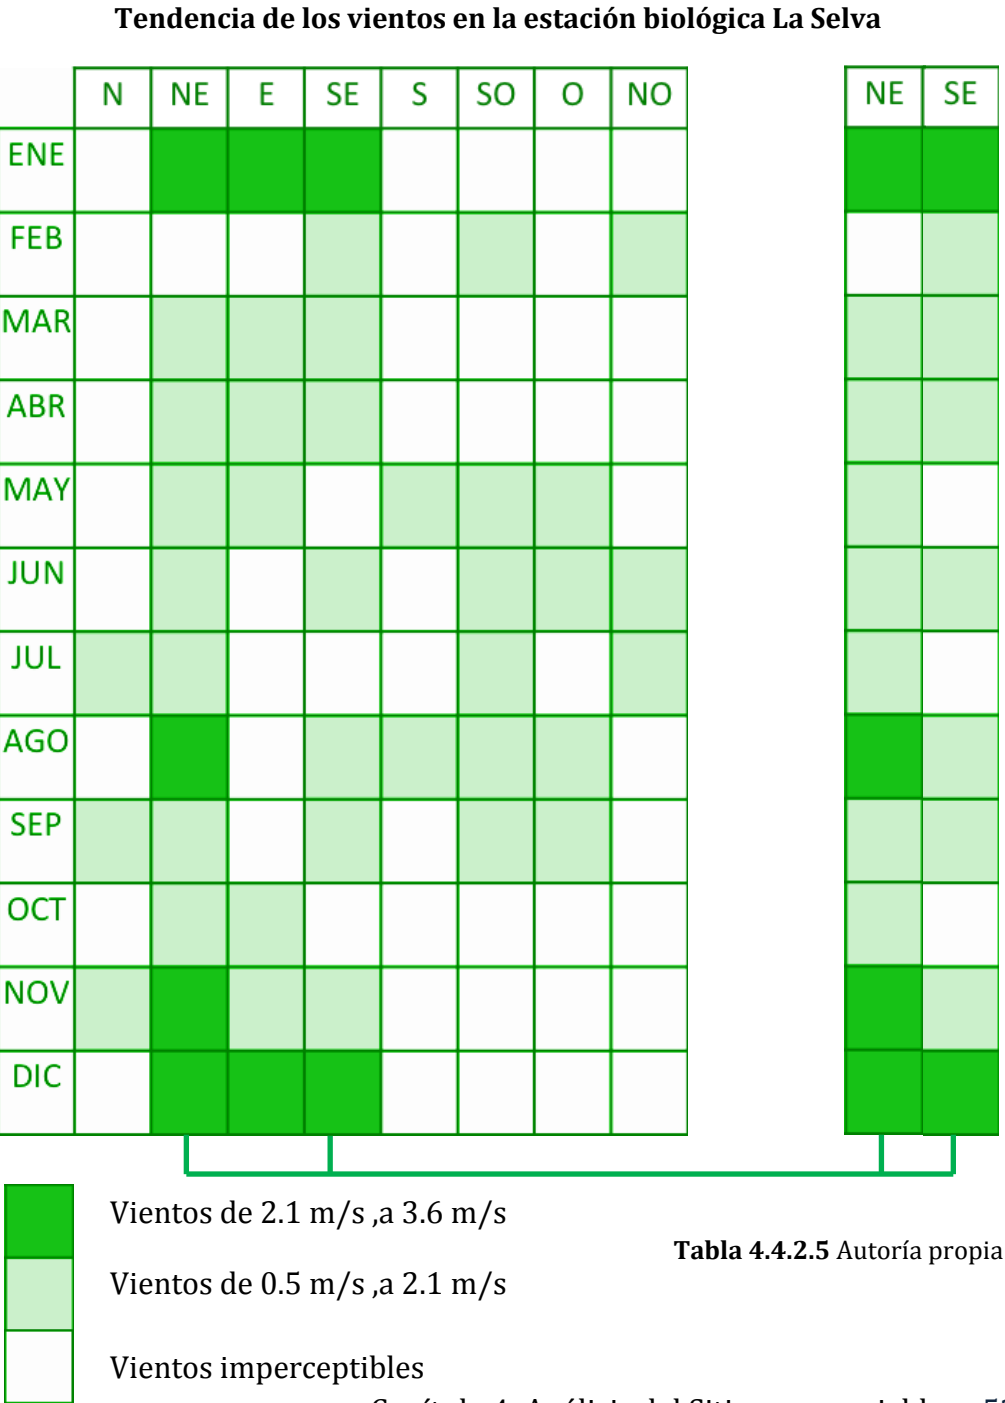 Tendencia de los vientos en la estación biológica La Selva
N NE E SE S SO O NO NE SE
ENE
FEB
MAR
ABR
MAY
JUN
JUL
AGO
SEP
OCT
NOV
DIC
Vientos de 2.1 m/s ,a 3.6 m/s
Tabla 4.4.2.5 Autoría propia
Vientos de 0.5 m/s ,a 2.1 m/s
Vientos imperceptibles